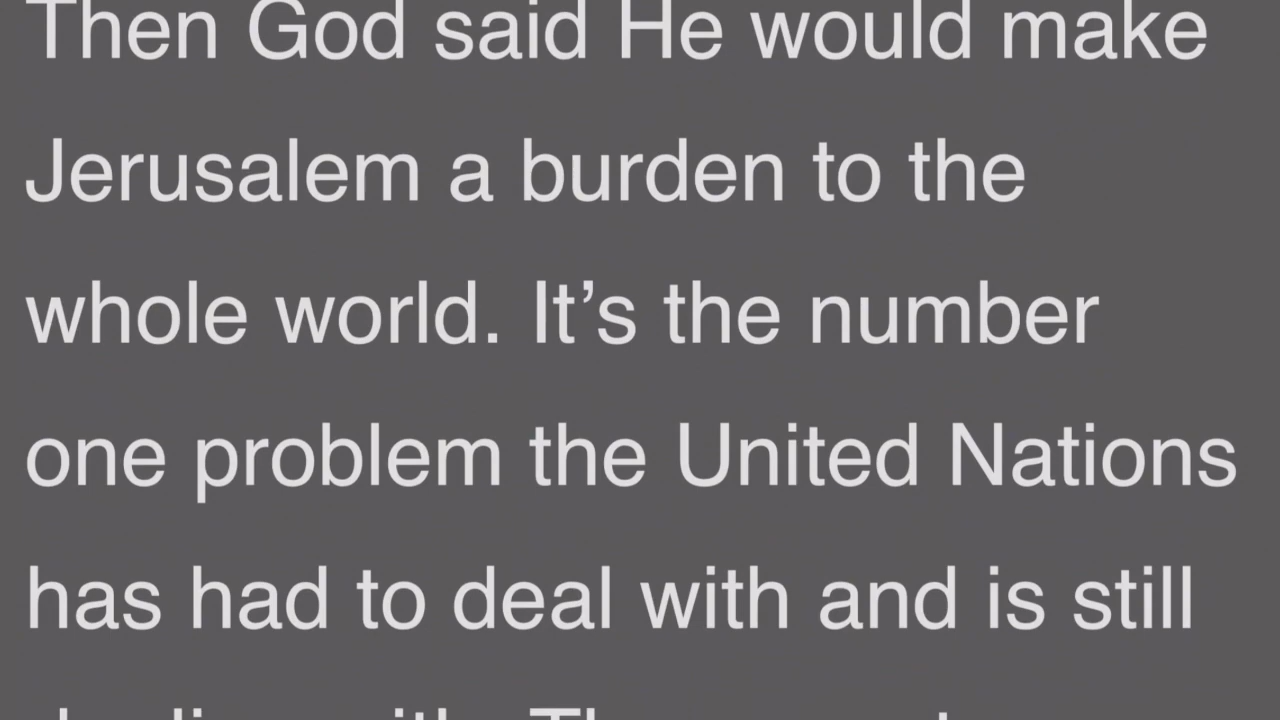 Then God said He would make
Jerusalem a burden to the
whole world. It’s the number
one problem the United Nations
has had to deal with and is still